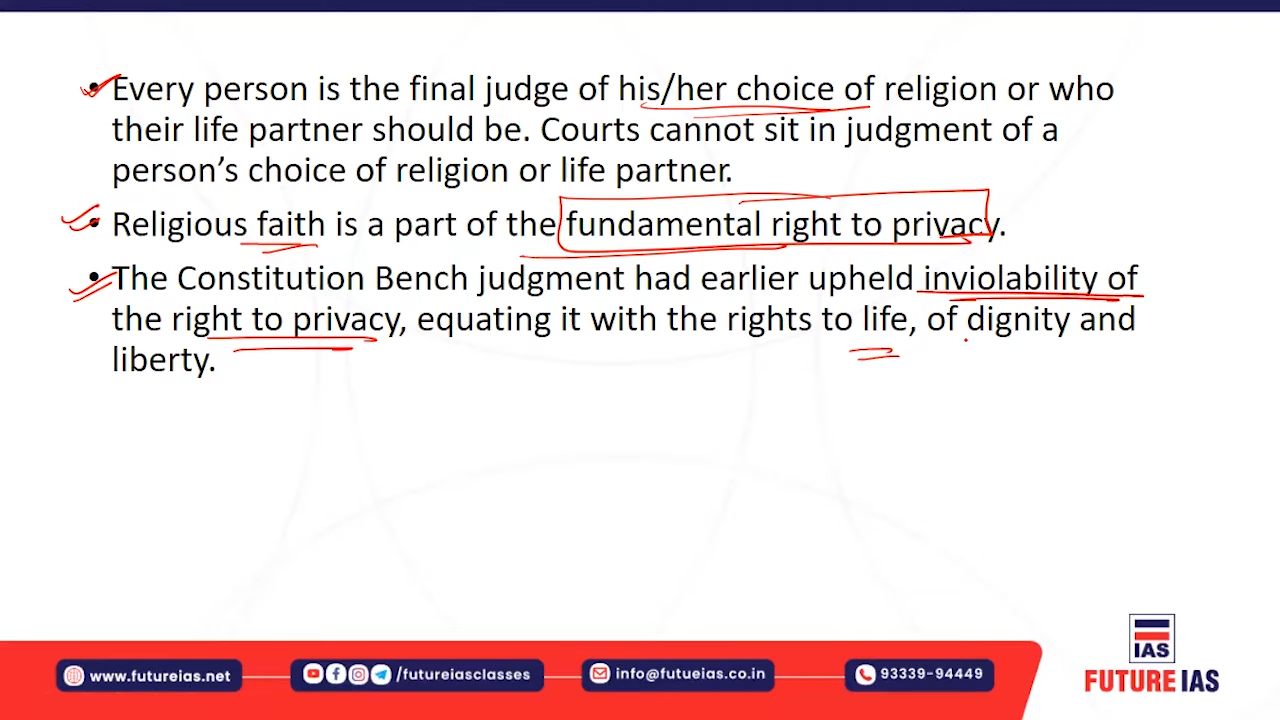 • Every person is the final judge of his/her choice of religion or who
their life partner should be. Courts cannot sit in judgment of a
person's choice of religion or life partner.
• Religious faith is a part of the fundamental right to privacy.
• The Constitution Bench judgment had earlier upheld inviolability of
the right to privacy, equating it with the rights to life, of dignity and
liberty.
www.futureias.net
/futureiasclasses
info@futueias.co.in
93339-94449
IAS
FUTURE IAS